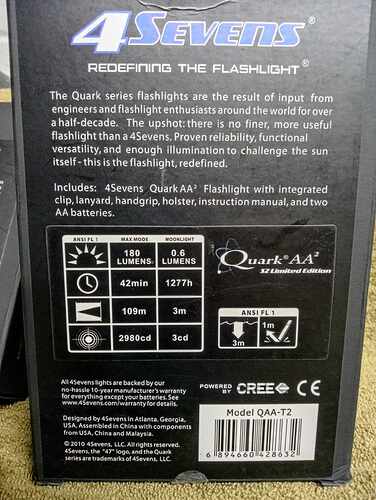 4SEVENS®
REDEFINING THE FLASHLIGHT®
The Quark series flashlights are the result of input from
engineers and flashlight enthusiasts around the world for over
a half-decade. The upshot: there is no finer, more useful
flashlight than a 4Sevens. Proven reliability, functional
versatility, and enough illumination to challenge the sun
itself - this is the flashlight, redefined.
Includes: 4Sevens Quark AA² Flashlight with integrated
clip, lanyard, handgrip, holster, instruction manual, and two
AA batteries.
ANSI FL 1 MAX MODE MOONLIGHT
180 LUMENS 0.6 LUMENS
42min 1277h
109m 3m
2980cd 3cd
Quark® AA²
S2 Limited Edition
ANSI FL 1
3m 1m
All 4Sevens lights are backed by our
no-hassle 10-year manufacturer's warranty
for everything except your batteries. See
www.4sevens.com/warranty for details.
Designed by 4Sevens in Atlanta, Georgia,
USA. Assembled in China with components
from USA, China and Malaysia.
© 2010 4Sevens, LLC. All rights reserved.
4Sevens, the "47" logo, and the Quark
series are trademarks of 4Sevens, LLC.
POWERED BY CREE CE
Model QAA-T2
6 894660 428632